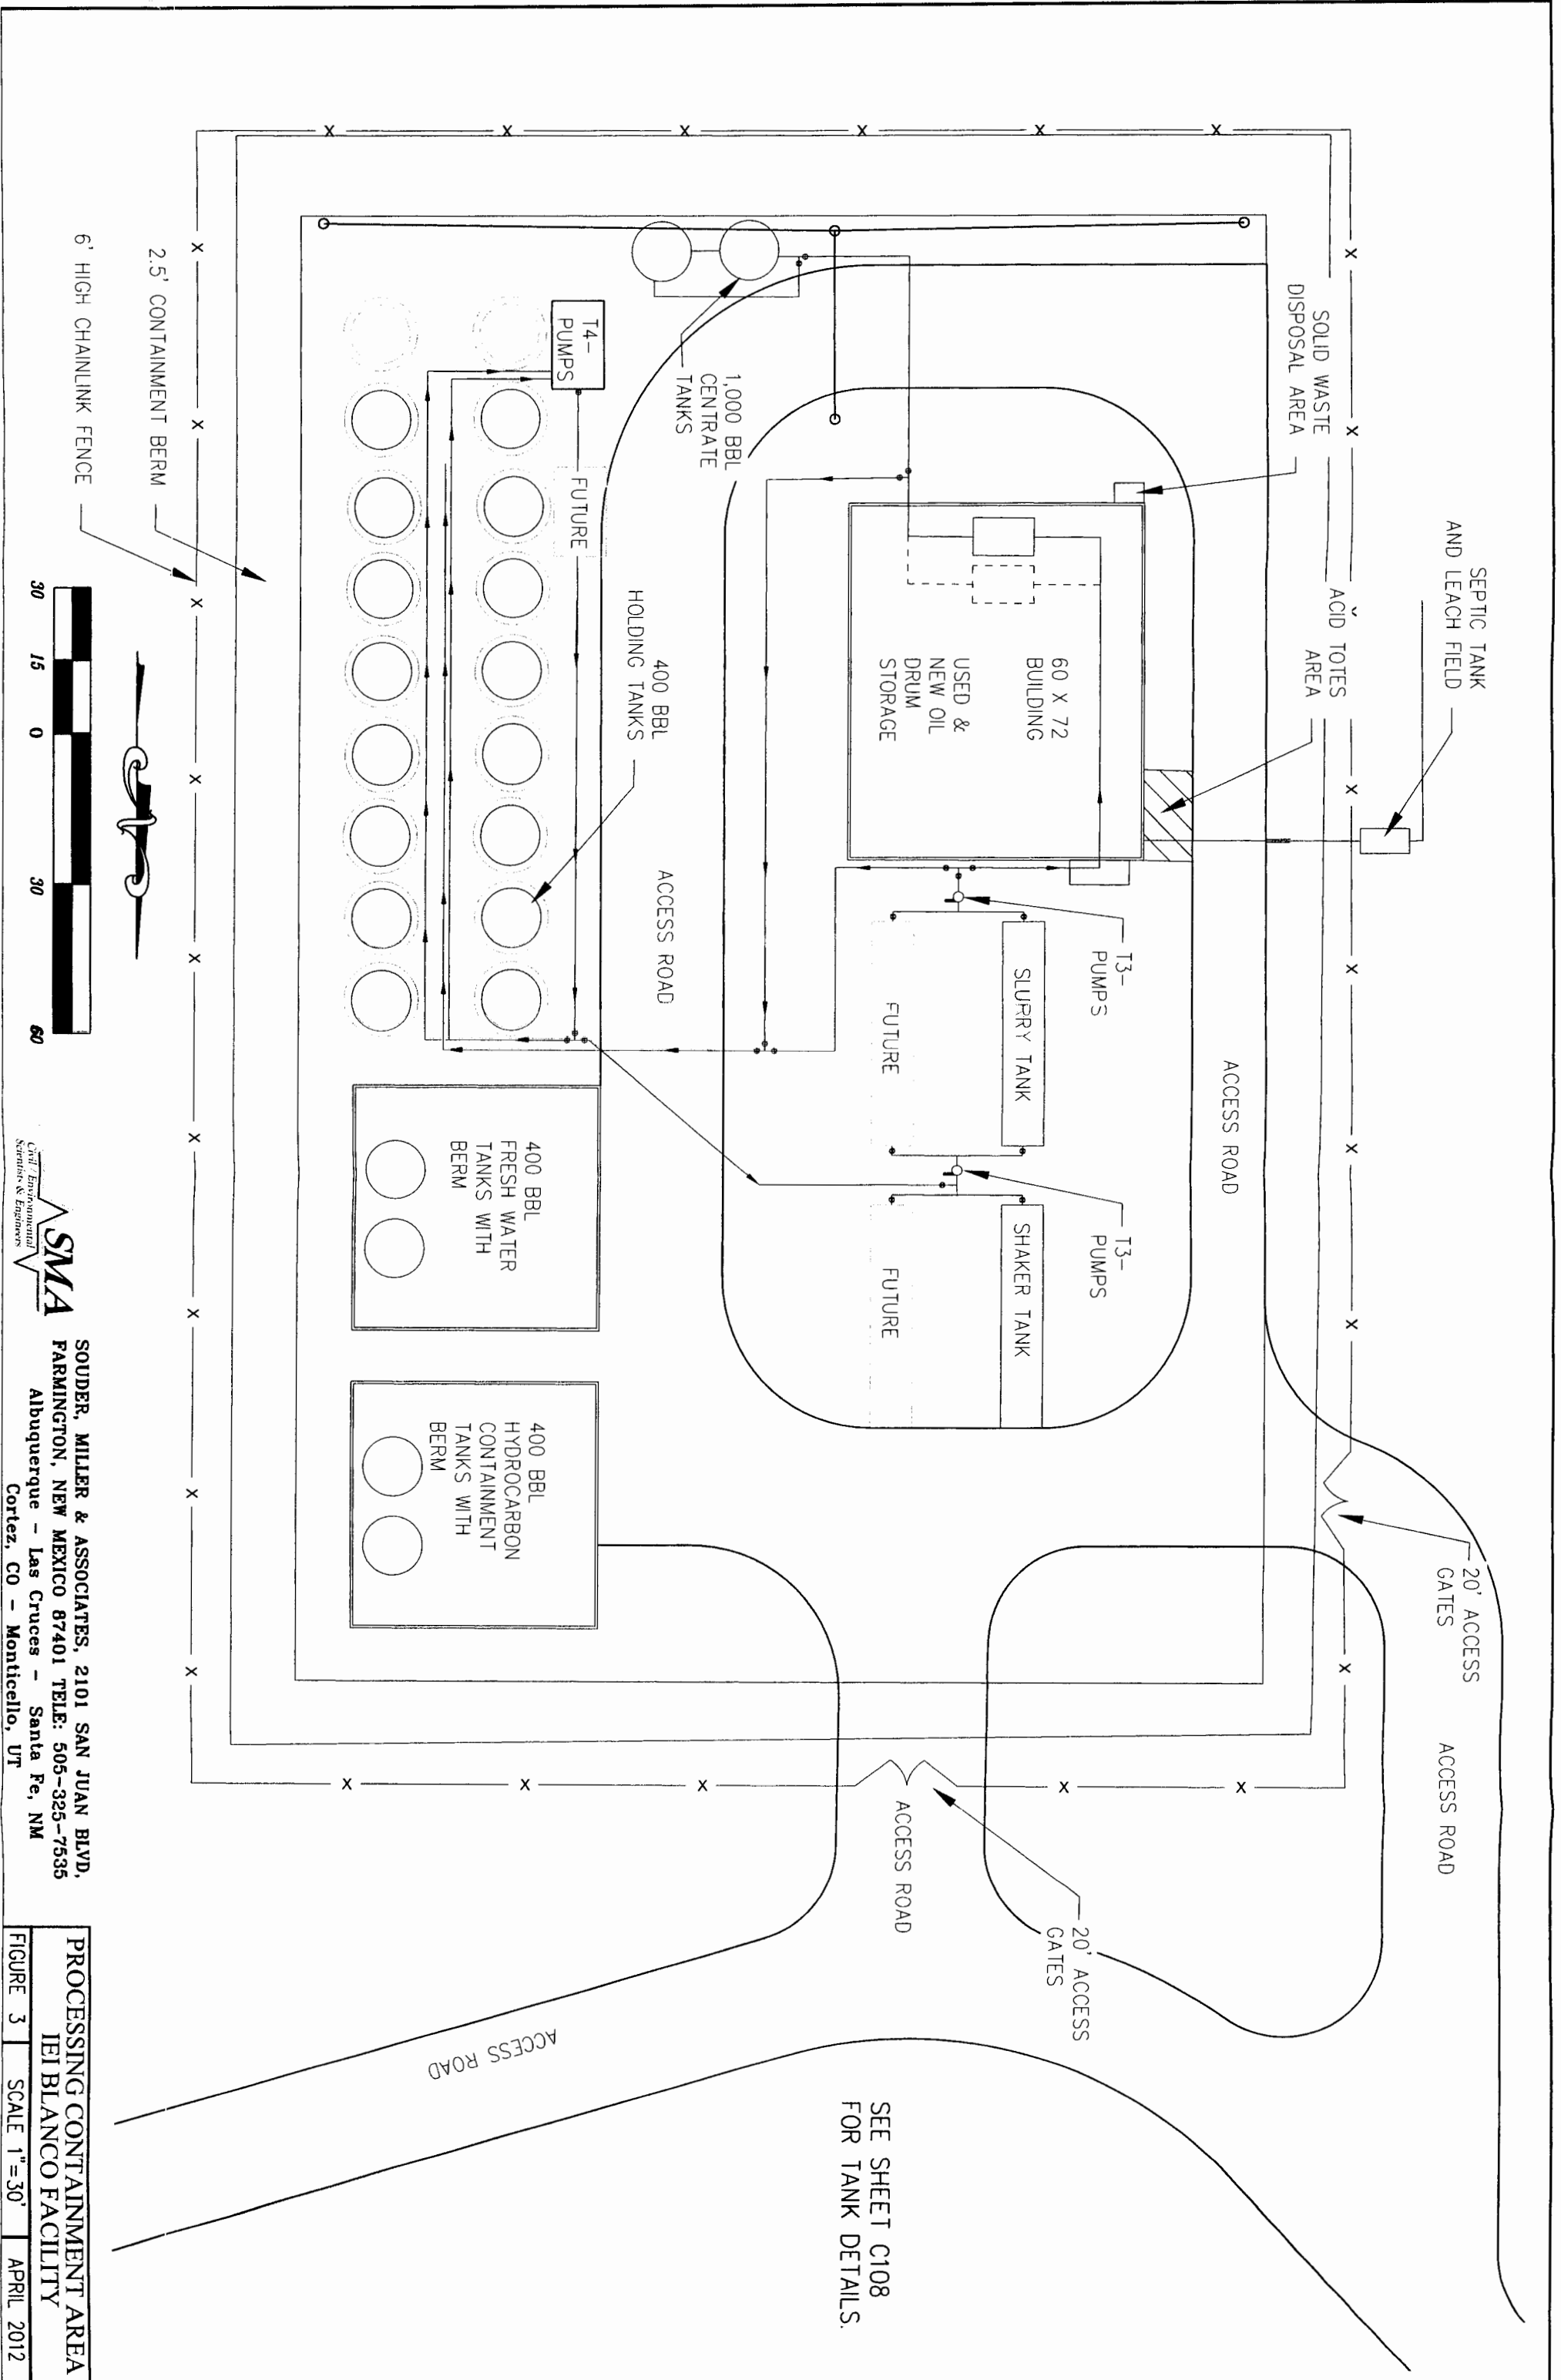 SEPTIC TANK
AND LEACH FIELD
SOLID WASTE
DISPOSAL AREA
ACID TOTES
AREA
20' ACCESS
GATES
ACCESS ROAD
ACCESS ROAD
60 X 72
BUILDING
USED &
NEW OIL
DRUM
STORAGE
T3-
PUMPS
SLURRY TANK
FUTURE
T3-
PUMPS
SHAKER TANK
FUTURE
20' ACCESS
GATES
ACCESS ROAD
SEE SHEET C108
FOR TANK DETAILS.
1,000 BBL
CENTRATE
TANKS
400 BBL
HOLDING TANKS
ACCESS ROAD
T4-
PUMPS
FUTURE
400 BBL
FRESH WATER
TANKS WITH
BERM
400 BBL
HYDROCARBON
CONTAINMENT
TANKS WITH
BERM
ACCESS ROAD
2.5' CONTAINMENT BERM
6' HIGH CHAINLINK FENCE
X X X X X X
X X X X X X X X
X X X X X X X X X
X X X X X
30 15 0 30 60
SMA
Civil / Environmental
Scientists & Engineers
SOUDER, MILLER & ASSOCIATES, 2101 SAN JUAN BLVD,
FARMINGTON, NEW MEXICO 87401 TELE: 505-325-7535
Albuquerque - Las Cruces - Santa Fe, NM
Cortez, CO - Monticello, UT
PROCESSING CONTAINMENT AREA
IEI BLANCO FACILITY
FIGURE 3
SCALE 1"=30'
APRIL 2012